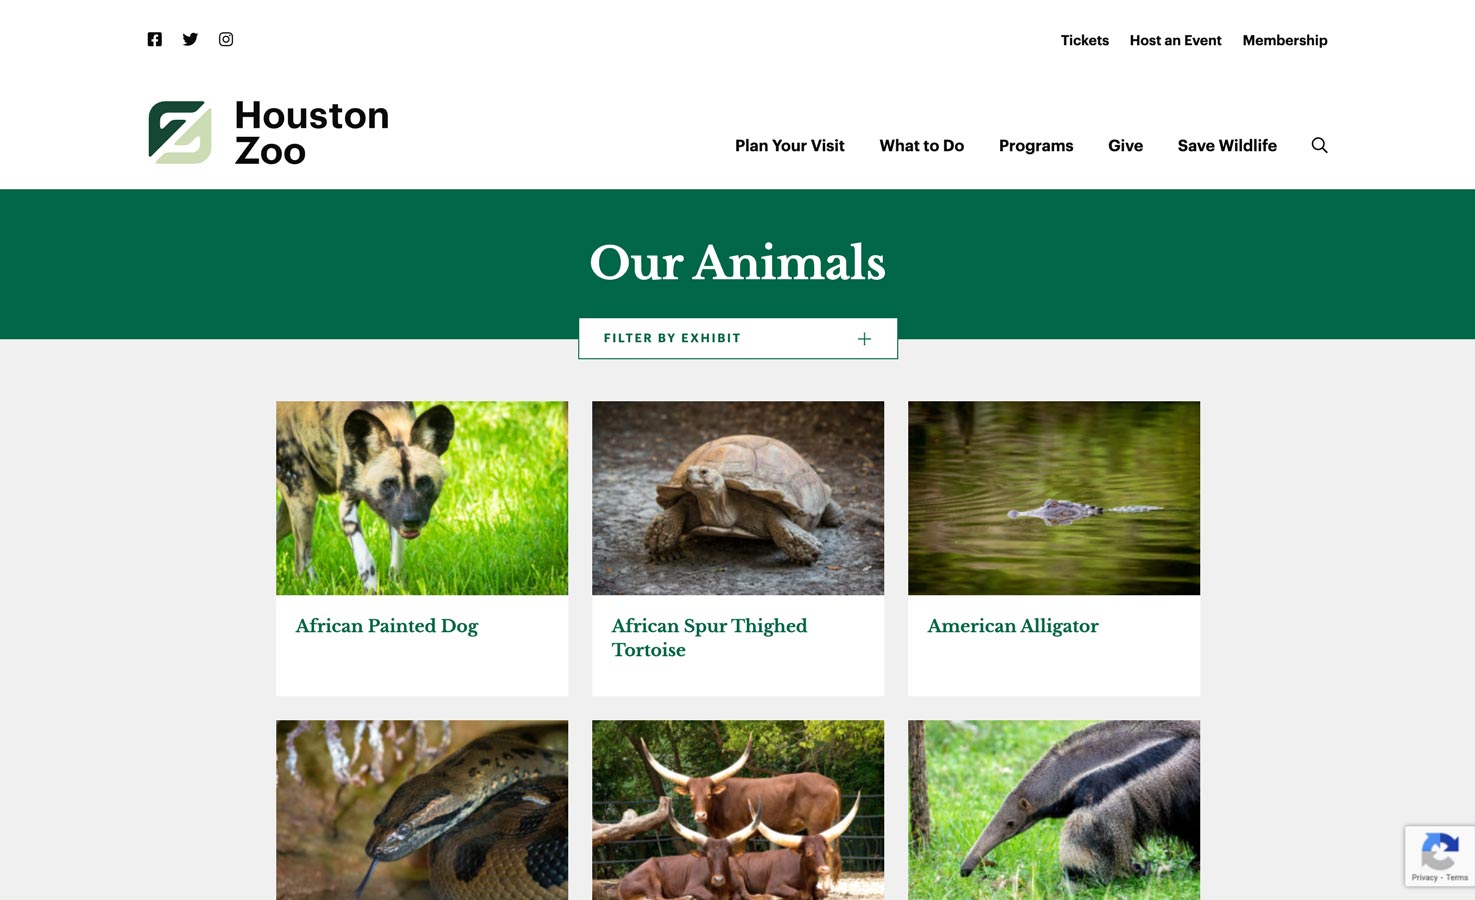 Tickets Host an Event Membership
Houston
Zoo
Plan Your Visit What to Do Programs Give Save Wildlife
Our Animals
FILTER BY EXHIBIT
African Painted Dog
African Spur Thighed
Tortoise
American Alligator
Privacy - Terms